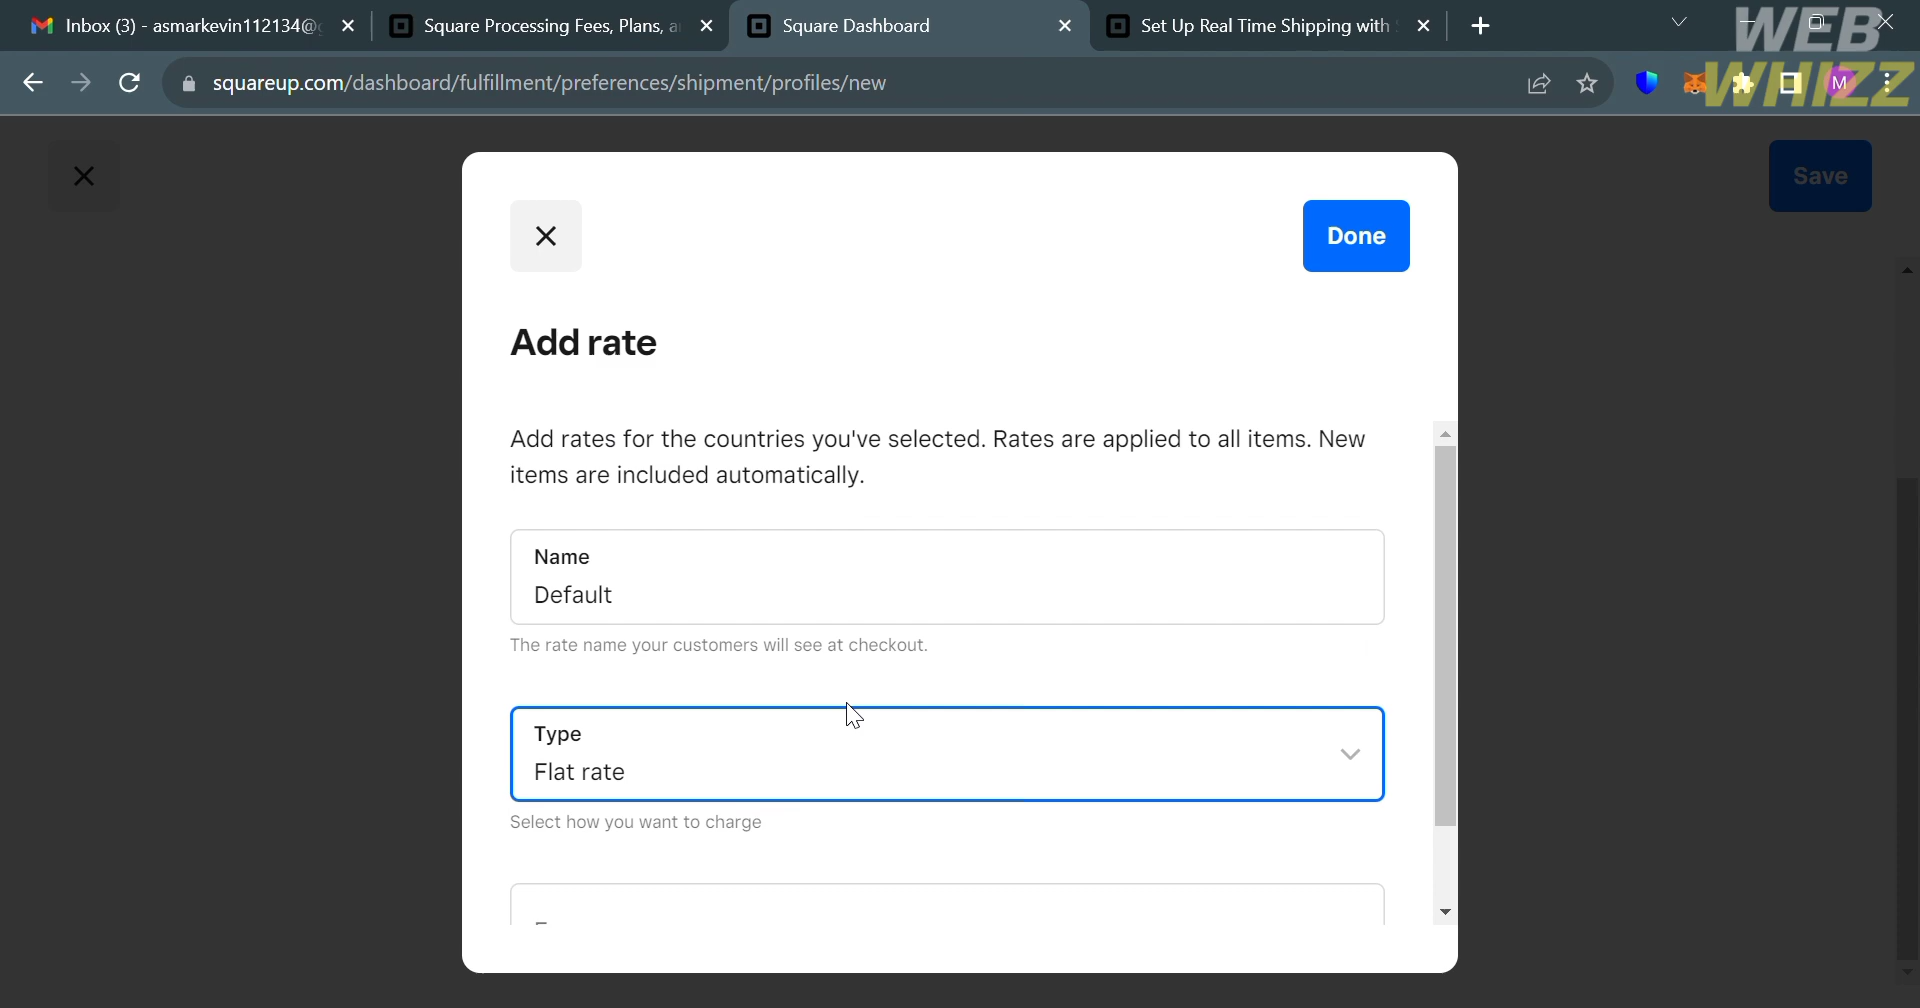 Inbox (3) - asmarkevin112134@
Square Processing Fees, Plans, a
Square Dashboard
Set Up Real Time Shipping with
WEB
WHIZZ
squareup.com/dashboard/fulfillment/preferences/shipment/profiles/new
M
Save
Done
Add rate
Add rates for the countries you've selected. Rates are applied to all items. New
items are included automatically.
Name
Default
The rate name your customers will see at checkout.
Type
Flat rate
Select how you want to charge